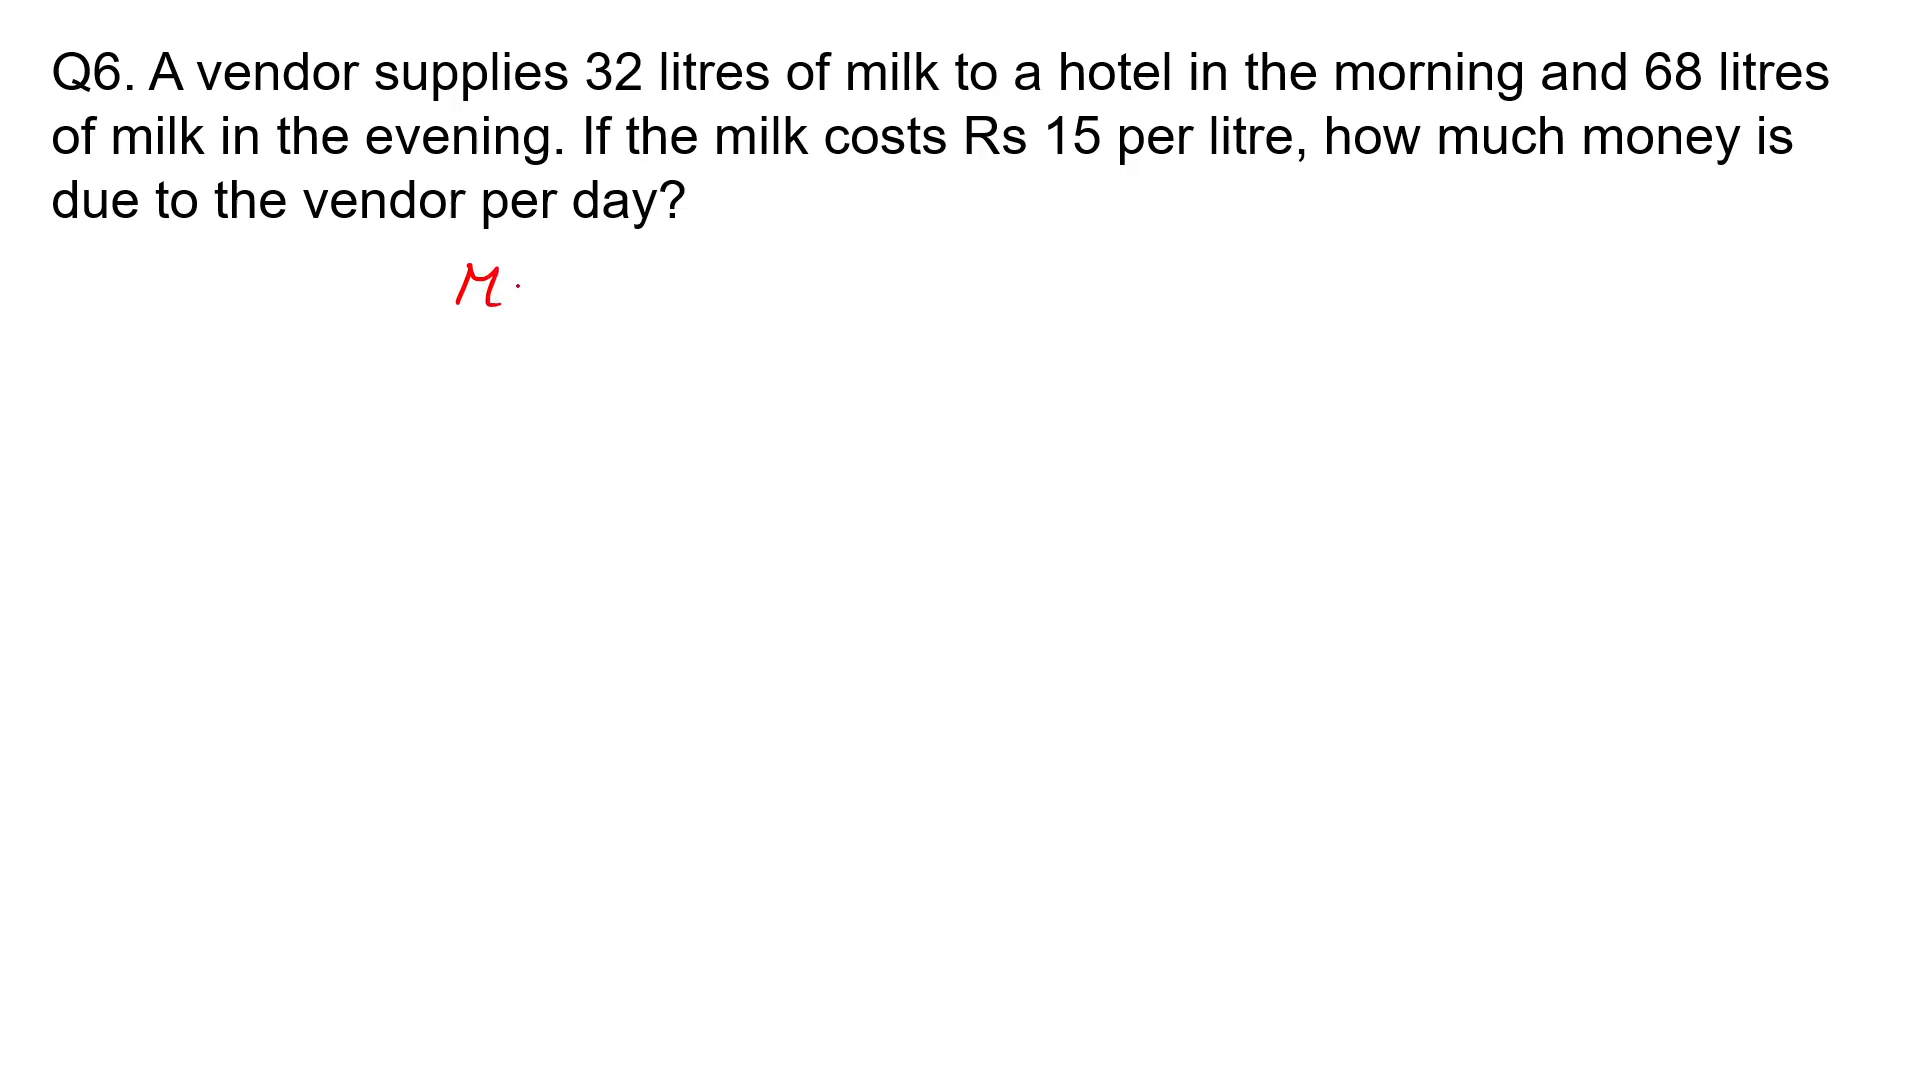 Q6. A vendor supplies 32 litres of milk to a hotel in the morning and 68 litres
of milk in the evening. If the milk costs Rs 15 per litre, how much money is
due to the vendor per day?
M